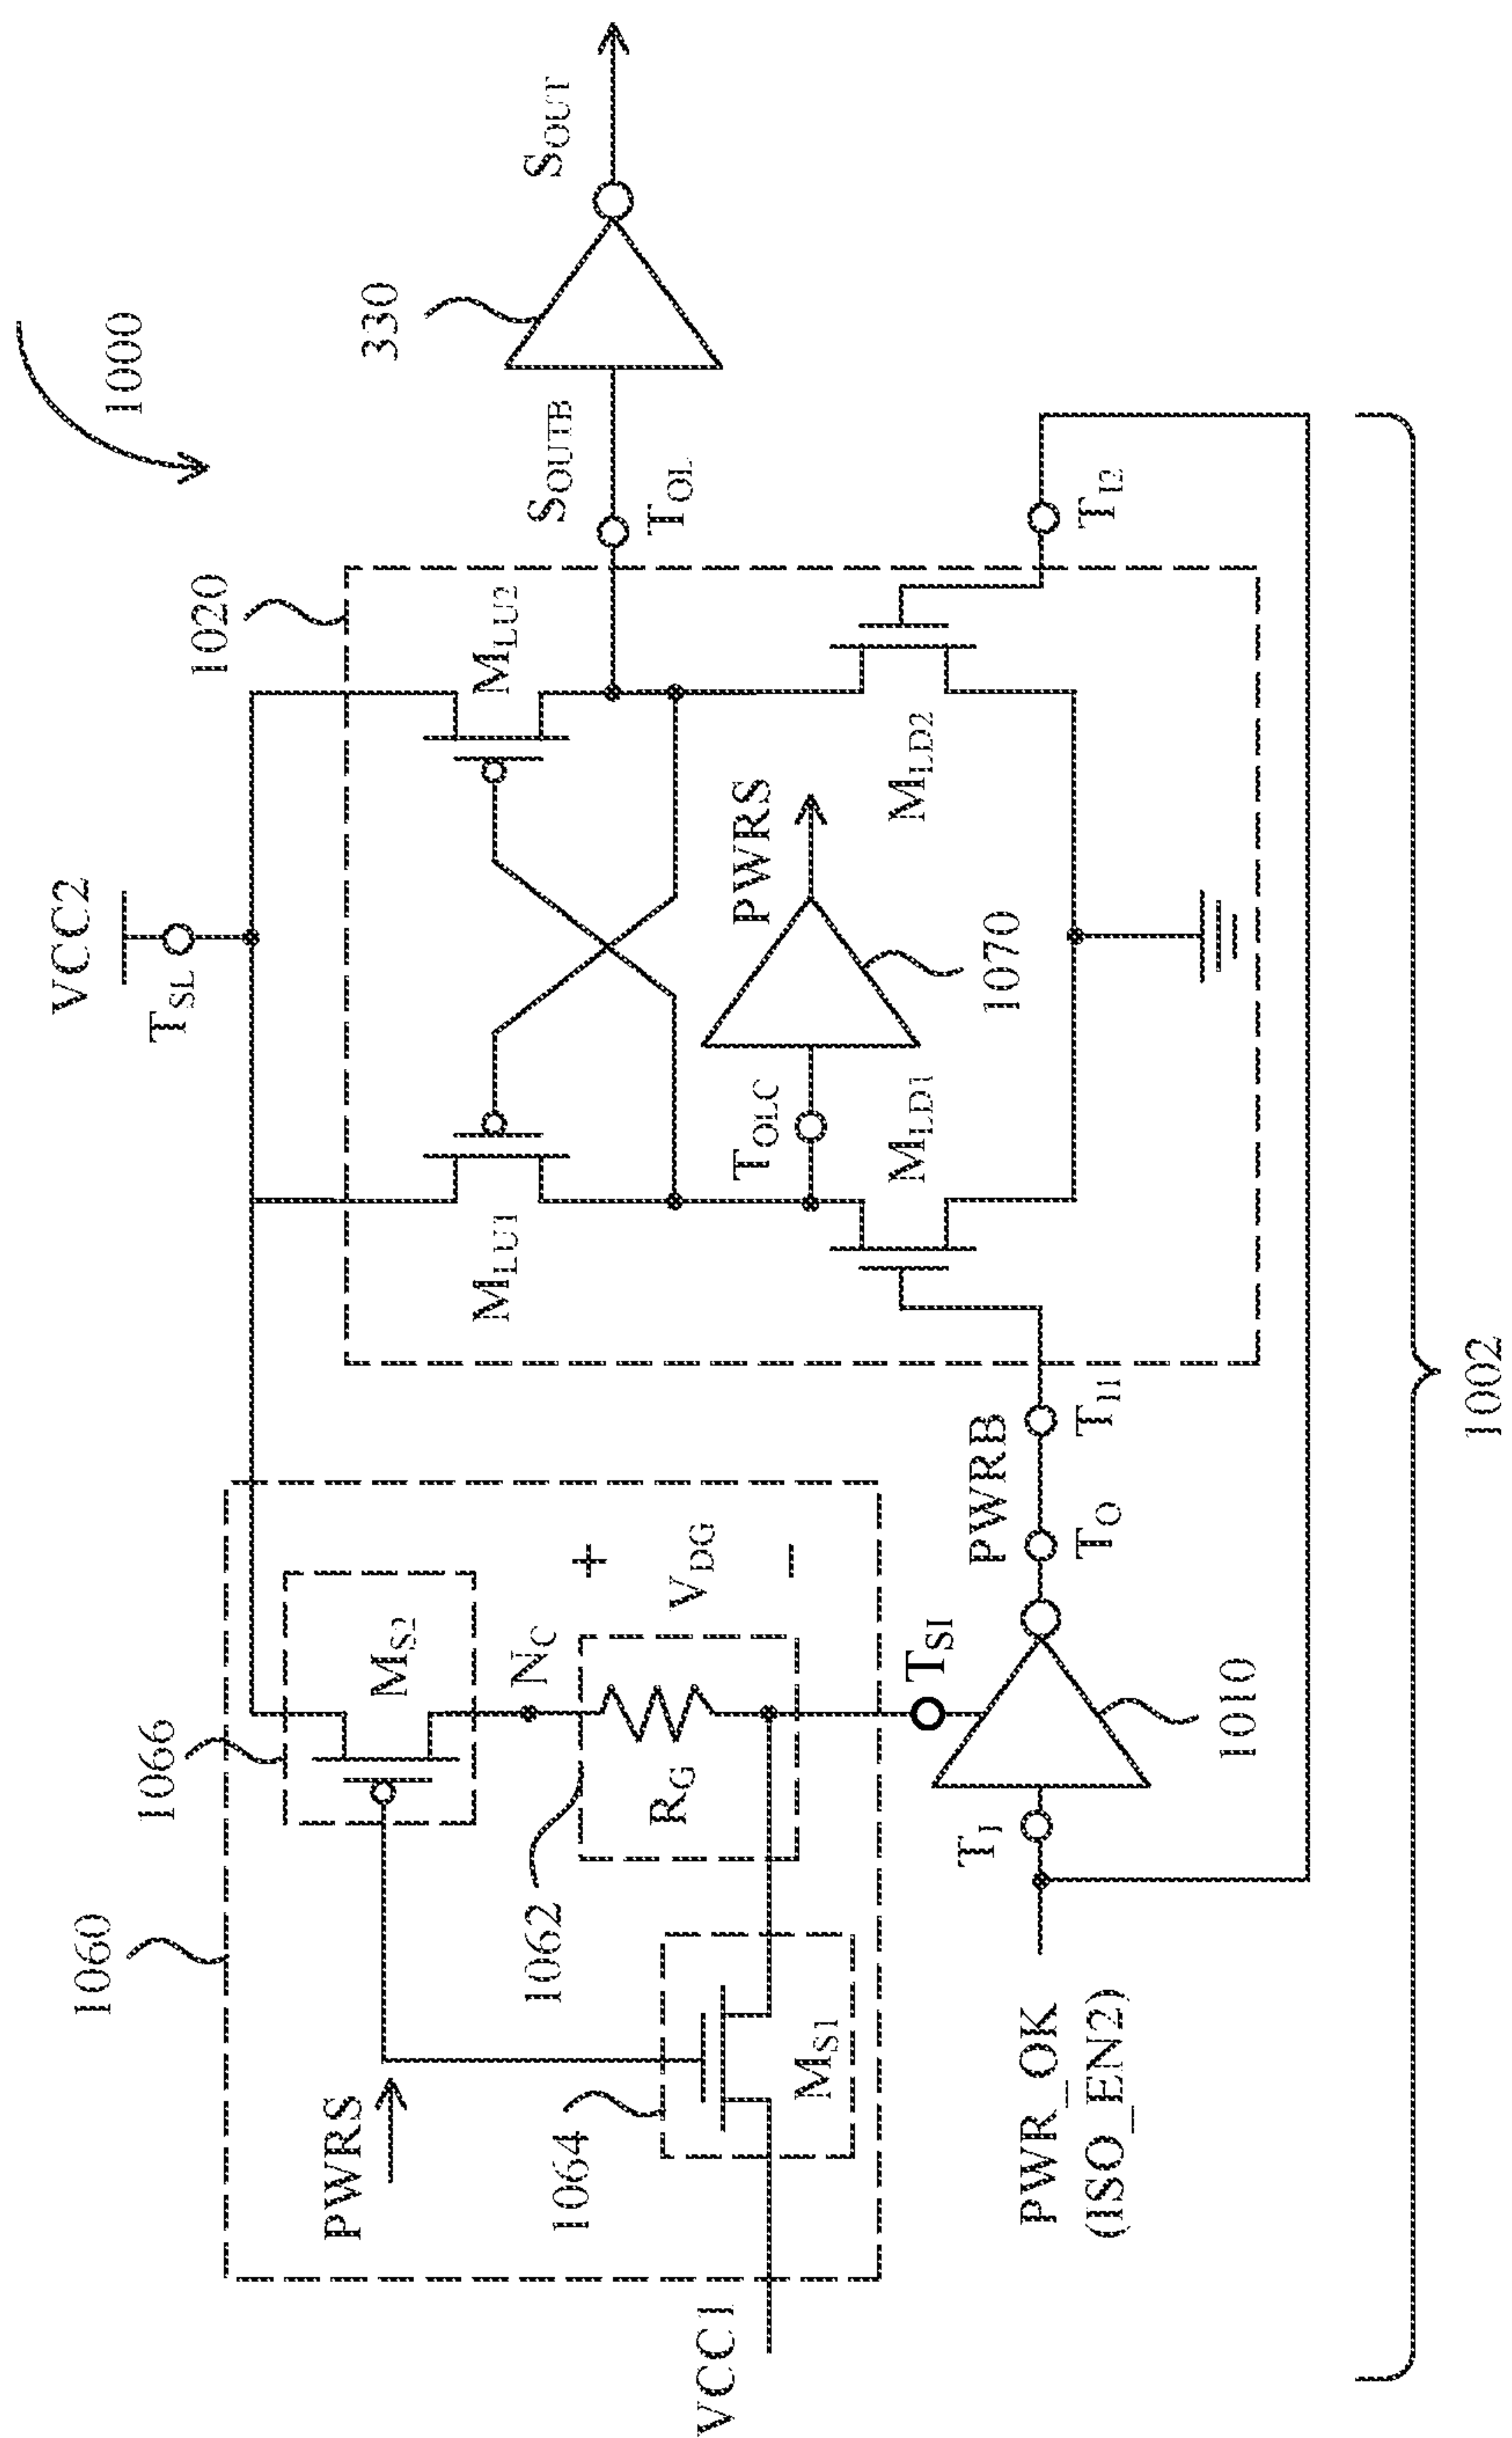 1000
VCC2
TSL
1020
MLU1
MLU2
SOUTB
TOL
330
SOUT
PWRS
TOLC
1070
MLD1
MLD2
TI2
1060
1066
MS2
NC
PWRS
1062
RG
VDG
+
−
1064
MS1
VCC1
TSI
PWR_OK
(ISO_EN2)
TI
1010
PWRB
TO
TI1
1002